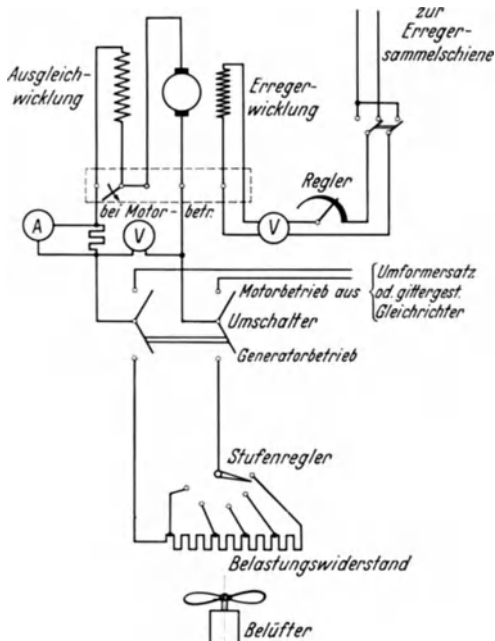 zur
Erreger-
sammelschiene
Ausgleich-
wicklung
Erreger-
wicklung
Regler
bei Motor-betr.
A
V
V
Motorbetrieb aus
Umformersatz
od. gittergest.
Gleichrichter
Umschalter
Generatorbetrieb
Stufenregler
Belastungswiderstand
Belüfter